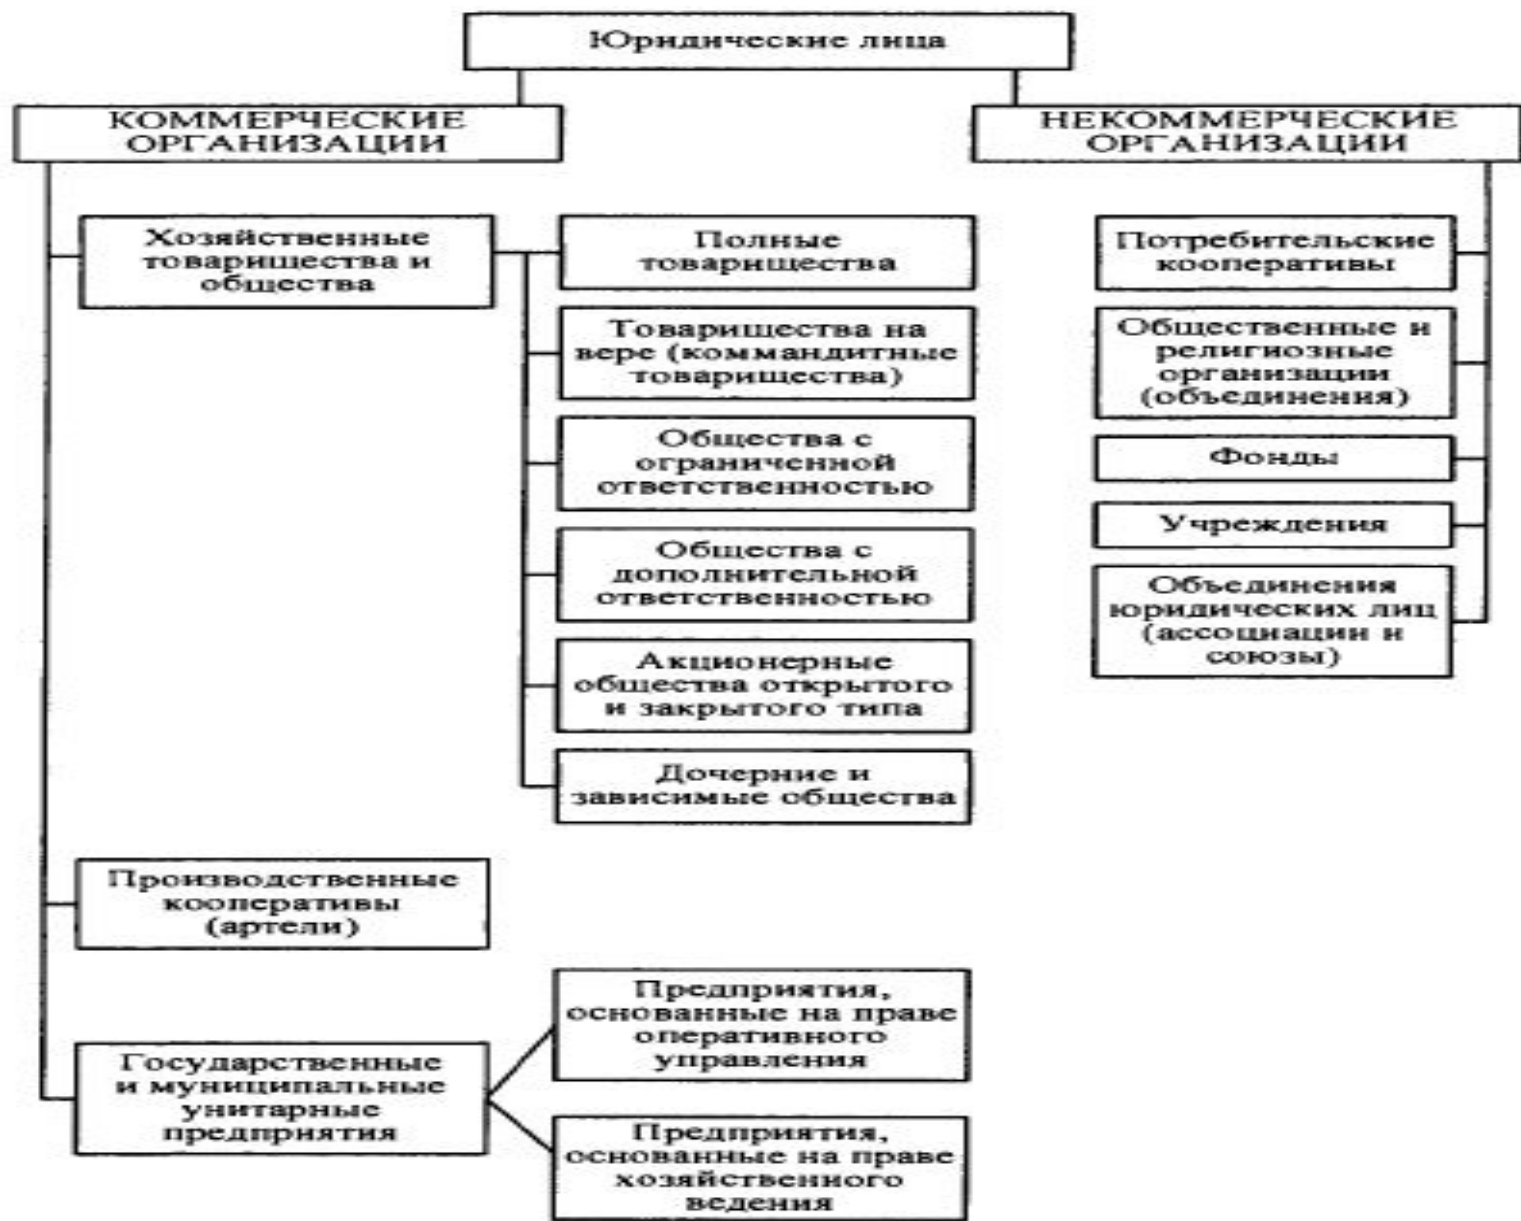 Юридические лица
КОММЕРЧЕСКИЕ
ОРГАНИЗАЦИИ
НЕКОММЕРЧЕСКИЕ
ОРГАНИЗАЦИИ
Хозяйственные
товарищества и
общества
Полные
товарищества
Товарищества на
вере (коммандитные
товарищества)
Общества с
ограниченной
ответственностью
Общества с
дополнительной
ответственностью
Акционерные
общества открытого
и закрытого типа
Дочерние и
зависимые общества
Производственные
кооперативы
(артели)
Государственные
и муниципальные
унитарные
предприятия
Предприятия,
основанные на праве
оперативного
управления
Предприятия,
основанные на праве
хозяйственного
ведения
Потребительские
кооперативы
Общественные и
религиозные
организации
(объединения)
Фонды
Учреждения
Объединения
юридических лиц
(ассоциации и
союзы)